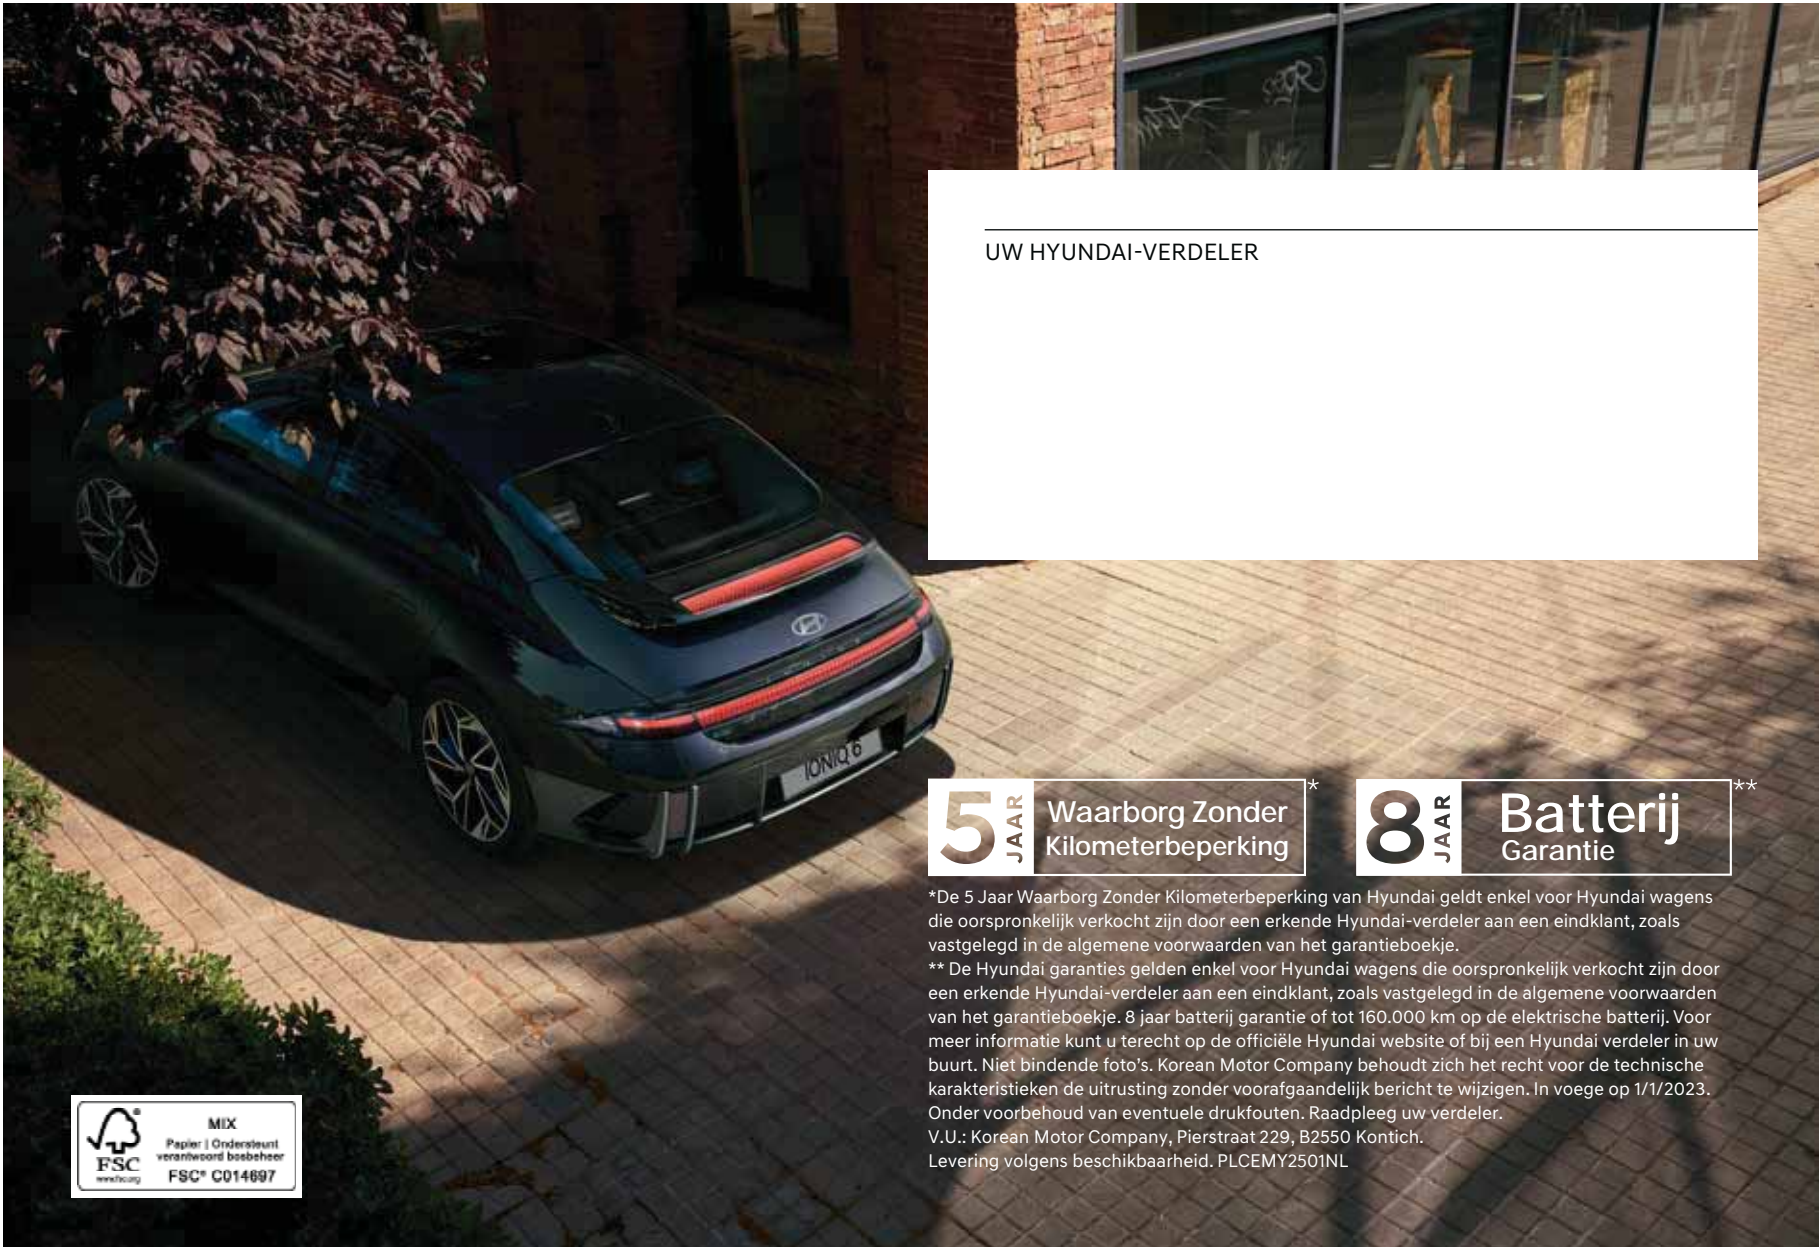 UW HYUNDAI-VERDELER
IONIQ 6
5 JAAR
Waarborg Zonder
Kilometerbeperking
*
8 JAAR
Batterij
Garantie
**
*De 5 Jaar Waarborg Zonder Kilometerbeperking van Hyundai geldt enkel voor Hyundai wagens
die oorspronkelijk verkocht zijn door een erkende Hyundai-verdeler aan een eindklant, zoals
vastgelegd in de algemene voorwaarden van het garantieboekje.
** De Hyundai garanties gelden enkel voor Hyundai wagens die oorspronkelijk verkocht zijn door
een erkende Hyundai-verdeler aan een eindklant, zoals vastgelegd in de algemene voorwaarden
van het garantieboekje. 8 jaar batterij garantie of tot 160.000 km op de elektrische batterij. Voor
meer informatie kunt u terecht op de officiële Hyundai website of bij een Hyundai verdeler in uw
buurt. Niet bindende foto's. Korean Motor Company behoudt zich het recht voor de technische
karakteristieken de uitrusting zonder voorafgaandelijk bericht te wijzigen. In voege op 1/1/2023.
Onder voorbehoud van eventuele drukfouten. Raadpleeg uw verdeler.
V.U.: Korean Motor Company, Pierstraat 229, B2550 Kontich.
Levering volgens beschikbaarheid. PLCEMY2501NL
®
FSC
www.fsc.org
MIX
Papier | Ondersteunt
verantwoord bosbeheer
FSC® C014697